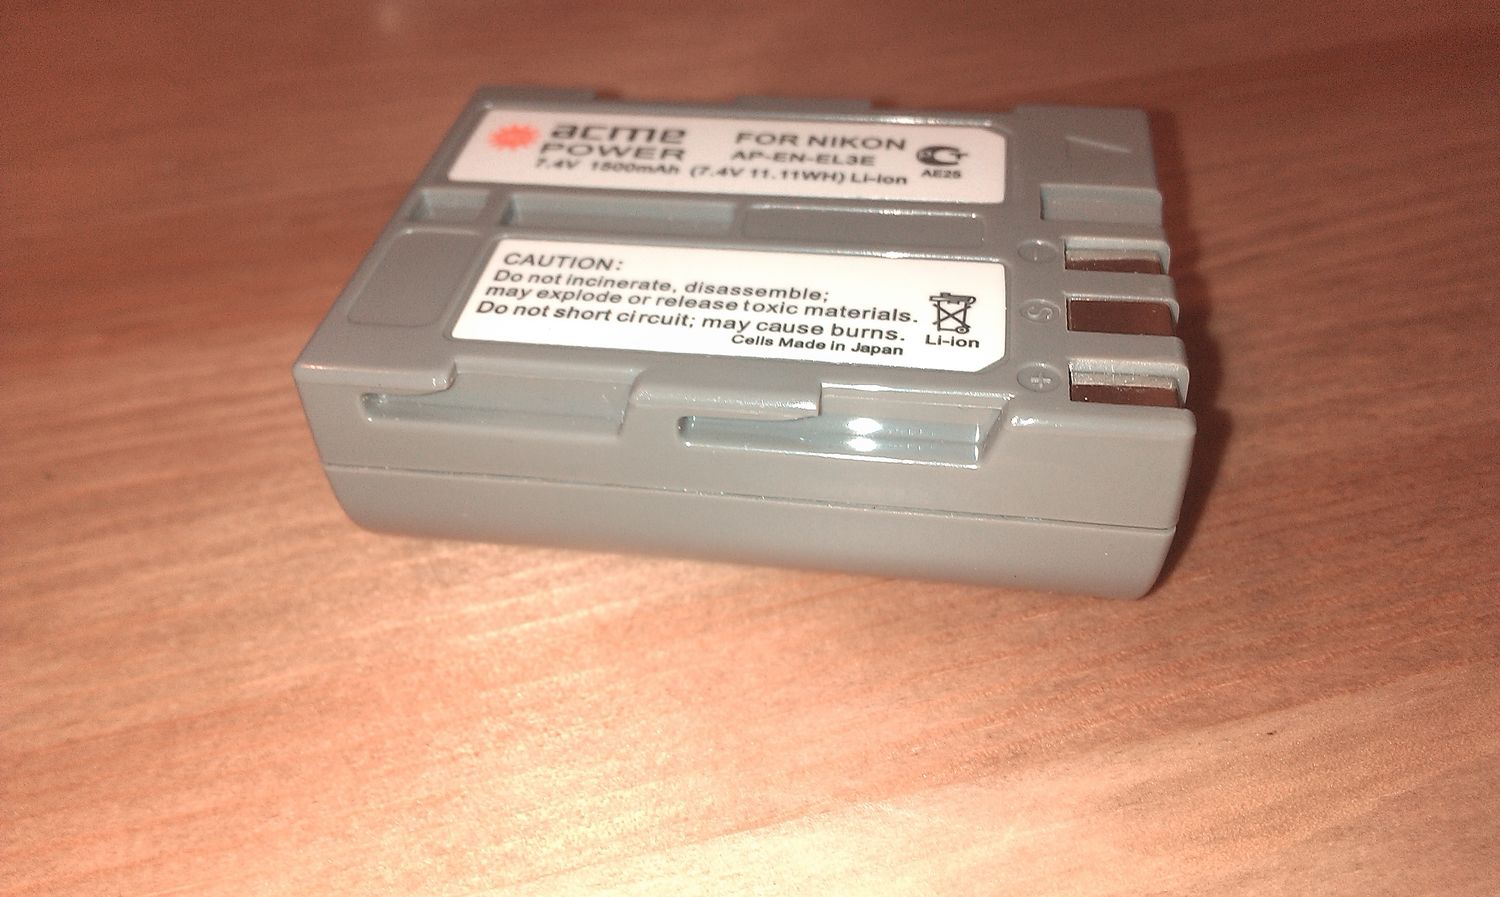 acme
POWER
7.4V 1500mAh (7.4V 11.11WH) Li-ion
FOR NIKON
AP-EN-EL3E
AE25
CAUTION:
Do not incinerate, disassemble;
may explode or release toxic materials.
Do not short circuit; may cause burns.
Cells Made in Japan
Li-ion
S
+